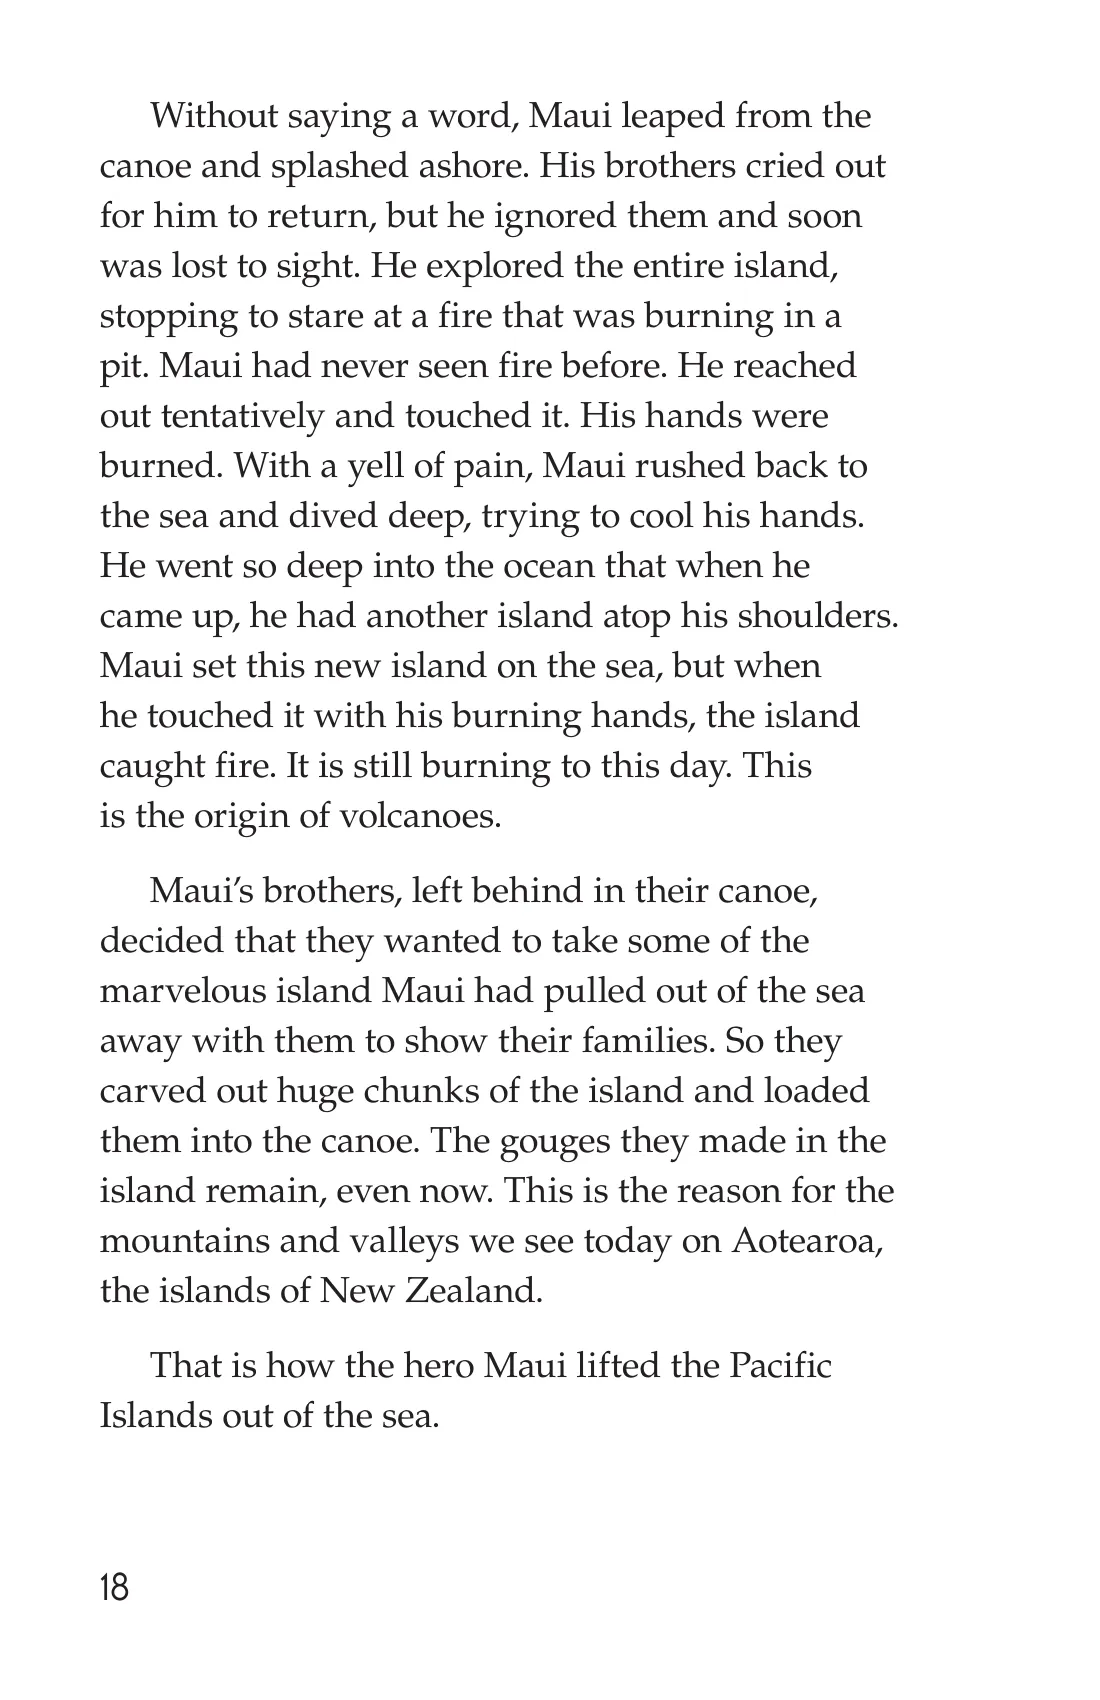 Without saying a word, Maui leaped from the
canoe and splashed ashore. His brothers cried out
for him to return, but he ignored them and soon
was lost to sight. He explored the entire island,
stopping to stare at a fire that was burning in a
pit. Maui had never seen fire before. He reached
out tentatively and touched it. His hands were
burned. With a yell of pain, Maui rushed back to
the sea and dived deep, trying to cool his hands.
He went so deep into the ocean that when he
came up, he had another island atop his shoulders.
Maui set this new island on the sea, but when
he touched it with his burning hands, the island
caught fire. It is still burning to this day. This
is the origin of volcanoes.
Maui’s brothers, left behind in their canoe,
decided that they wanted to take some of the
marvelous island Maui had pulled out of the sea
away with them to show their families. So they
carved out huge chunks of the island and loaded
them into the canoe. The gouges they made in the
island remain, even now. This is the reason for the
mountains and valleys we see today on Aotearoa,
the islands of New Zealand.
That is how the hero Maui lifted the Pacific
Islands out of the sea.
18